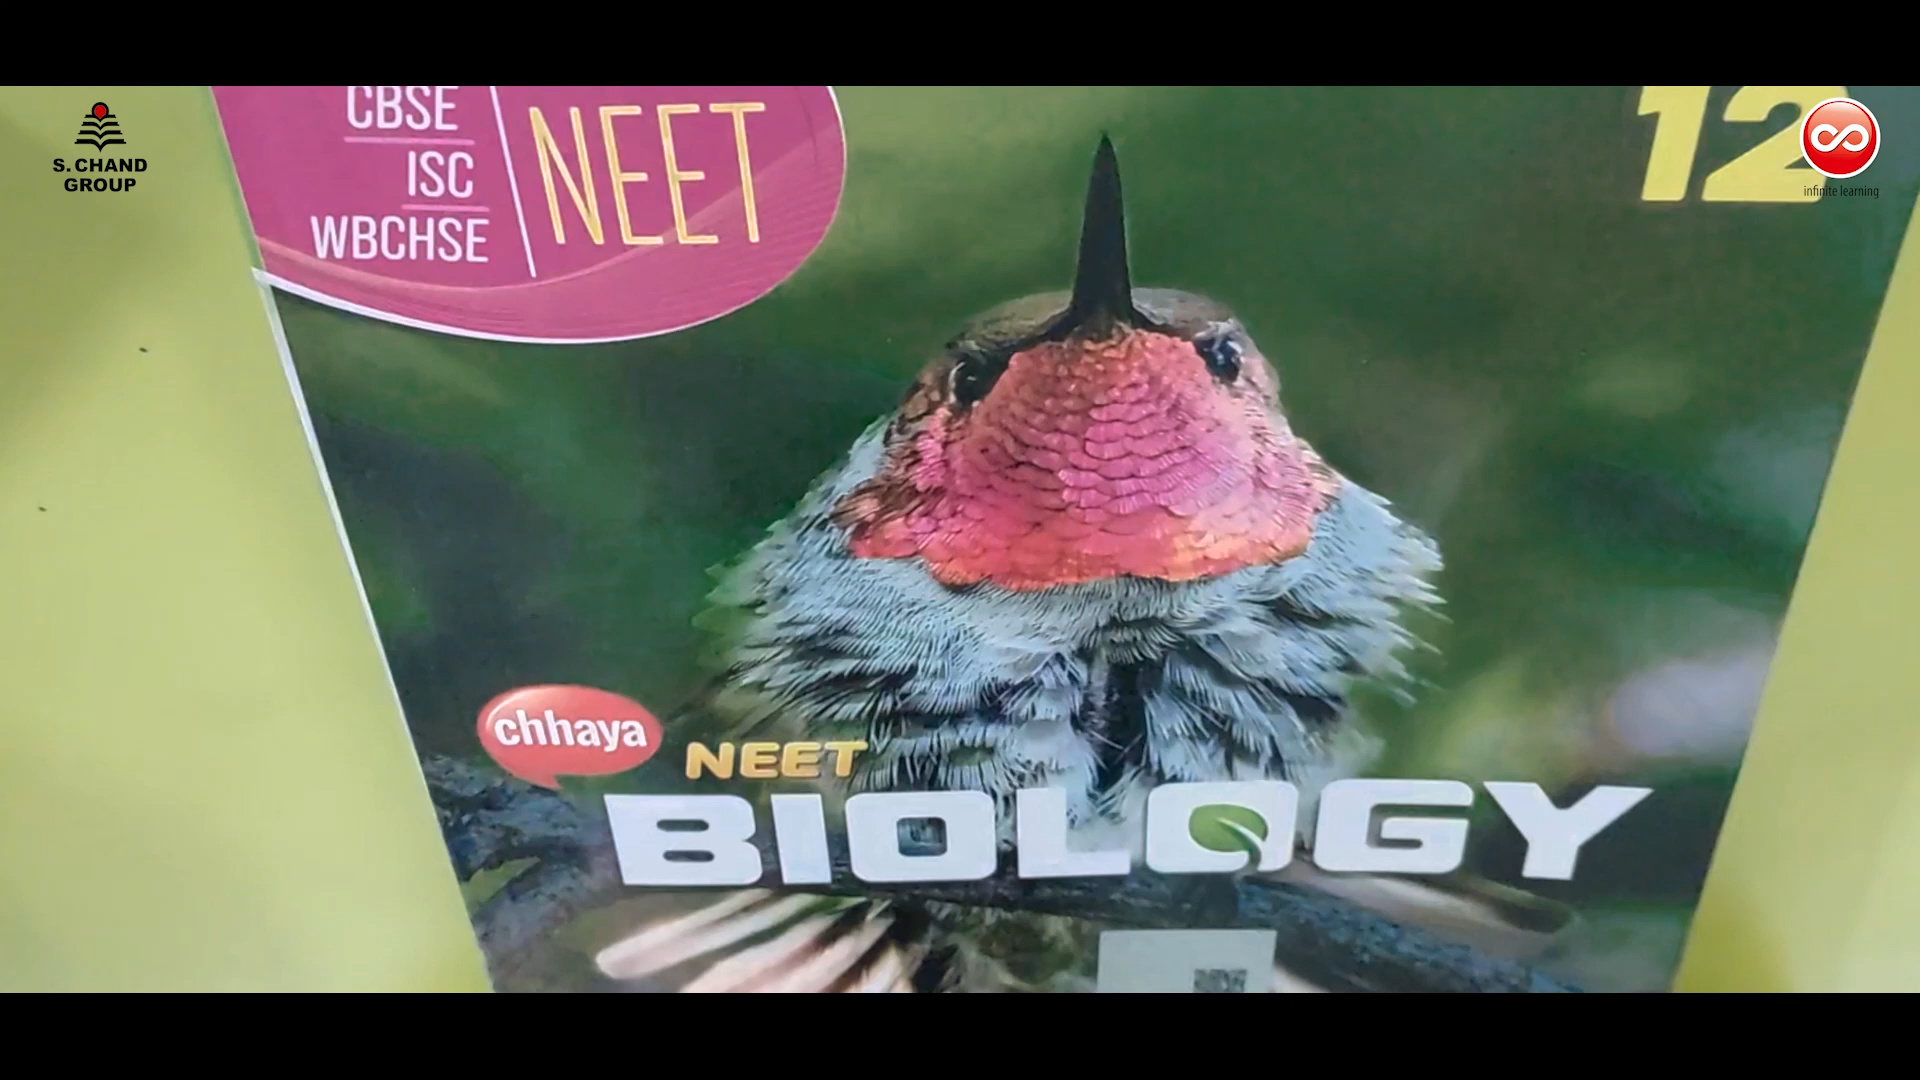 S. CHAND
GROUP
CBSE
ISC
WBCHSE
NEET
12
infinite learning
chhaya
NEET
BIOLOGY